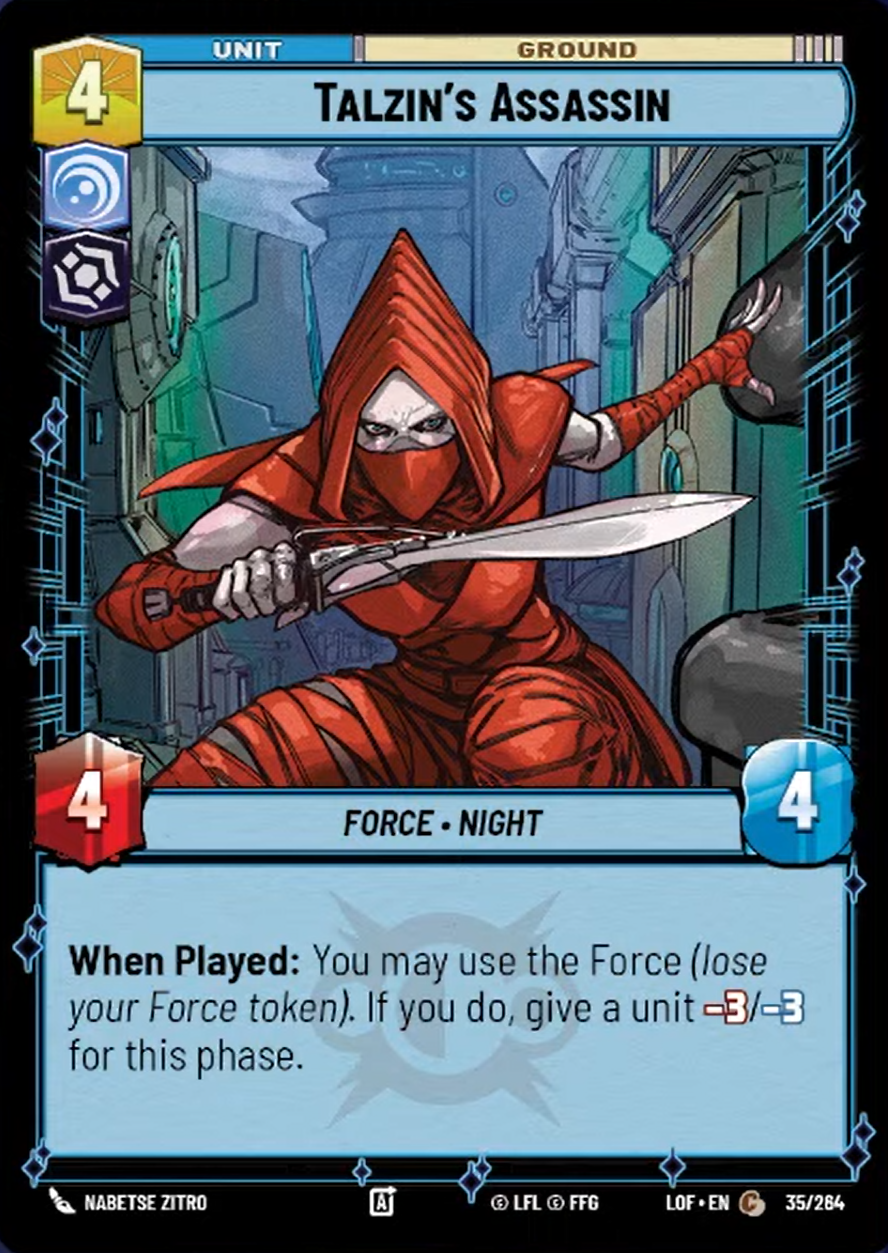 UNIT
GROUND
4
TALZIN'S ASSASSIN
4
4
FORCE • NIGHT
When Played: You may use the Force (lose
your Force token). If you do, give a unit -3/-3
for this phase.
NABETSE ZITRO
A
© LFL © FFG
LOF • EN
C
35/264